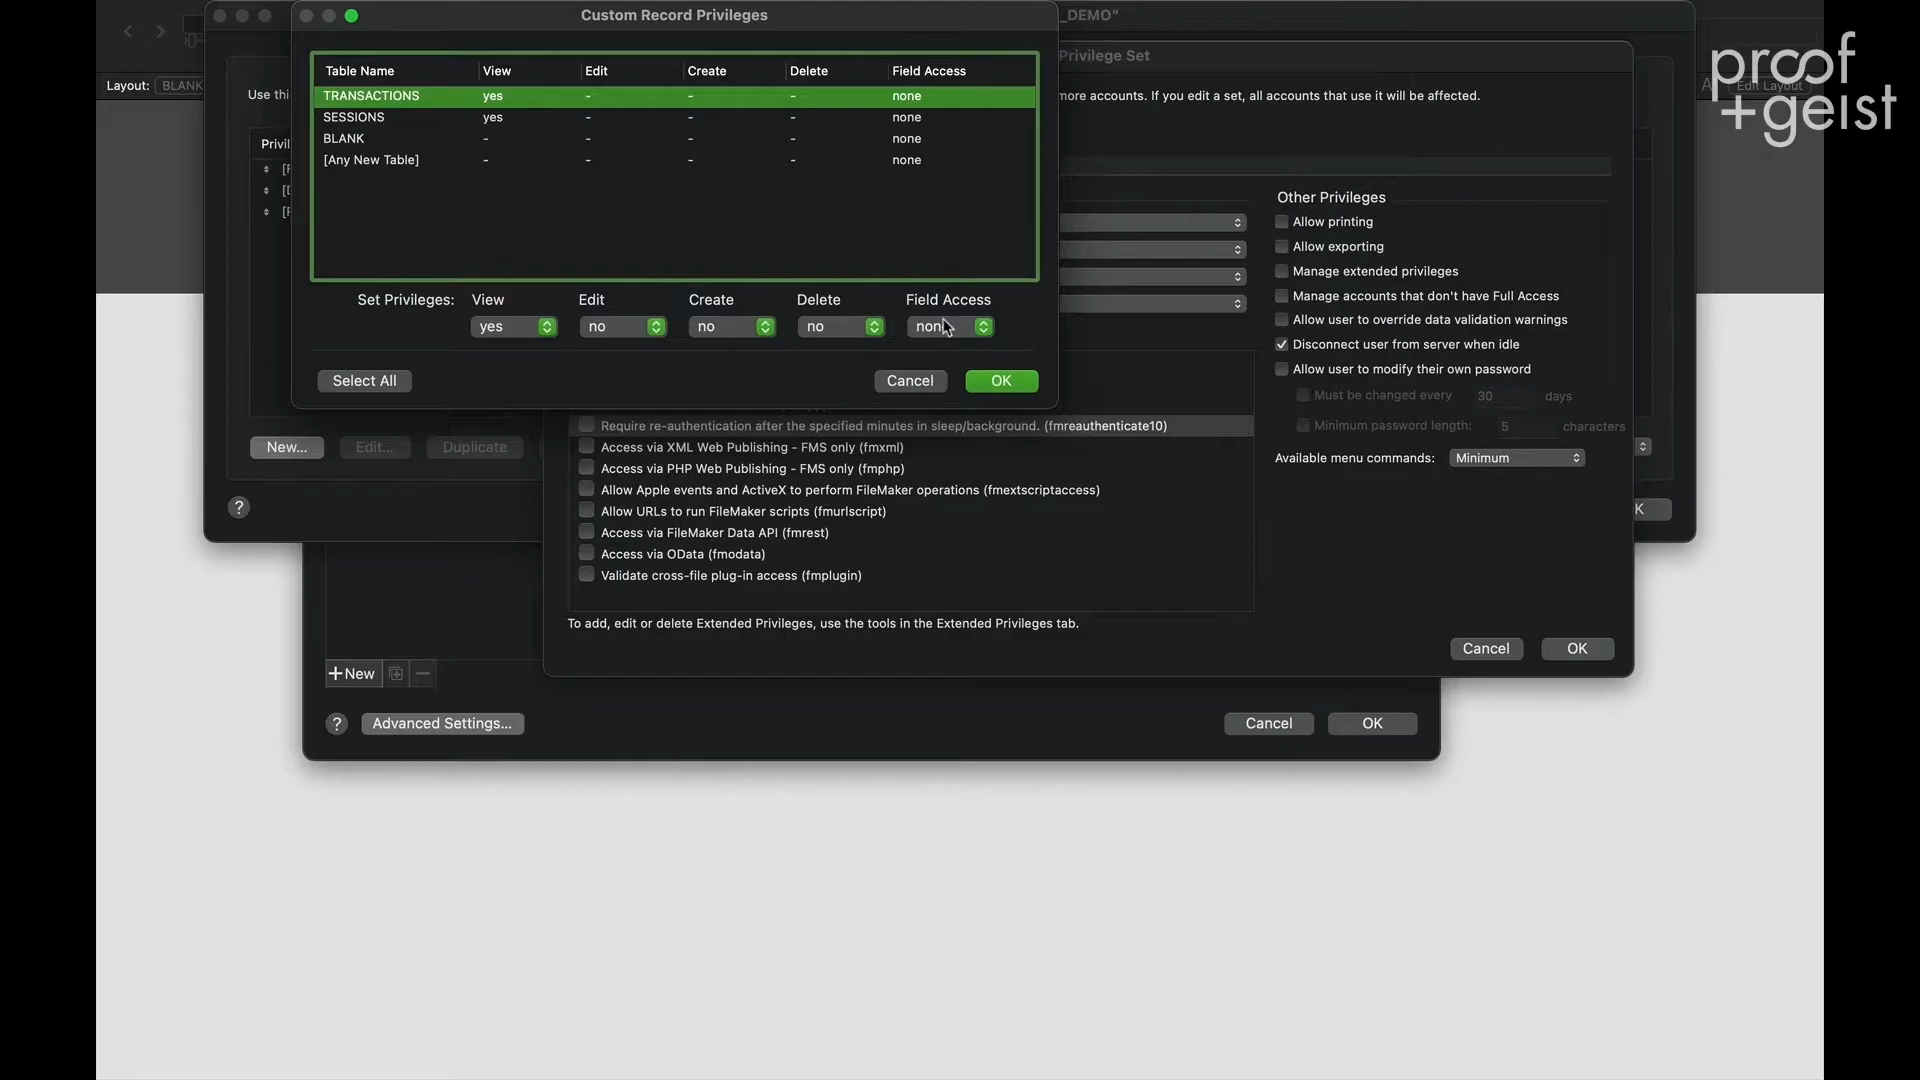 Custom Record Privileges
_DEMO"
Privilege Set
proof
+geist
Layout:
BLANK
Edit Layout
Use thi
more accounts. If you edit a set, all accounts that use it will be affected.
Table Name View Edit Create Delete Field Access
TRANSACTIONS yes - - - none
SESSIONS yes - - - none
BLANK - - - - none
[Any New Table] - - - - none
Privil
Set Privileges: View Edit Create Delete Field Access
yes no no no none
Select All Cancel OK
Other Privileges
Allow printing
Allow exporting
Manage extended privileges
Manage accounts that don't have Full Access
Allow user to override data validation warnings
Disconnect user from server when idle
Allow user to modify their own password
Must be changed every 30 days
Minimum password length: 5 characters
Available menu commands: Minimum
Require re-authentication after the specified minutes in sleep/background. (fmreauthenticate10)
Access via XML Web Publishing - FMS only (fmxml)
Access via PHP Web Publishing - FMS only (fmphp)
Allow Apple events and ActiveX to perform FileMaker operations (fmextscriptaccess)
Allow URLs to run FileMaker scripts (fmurlscript)
Access via FileMaker Data API (fmrest)
Access via OData (fmodata)
Validate cross-file plug-in access (fmplugin)
To add, edit or delete Extended Privileges, use the tools in the Extended Privileges tab.
New... Edit... Duplicate
?
K
Cancel OK
+New
? Advanced Settings... Cancel OK